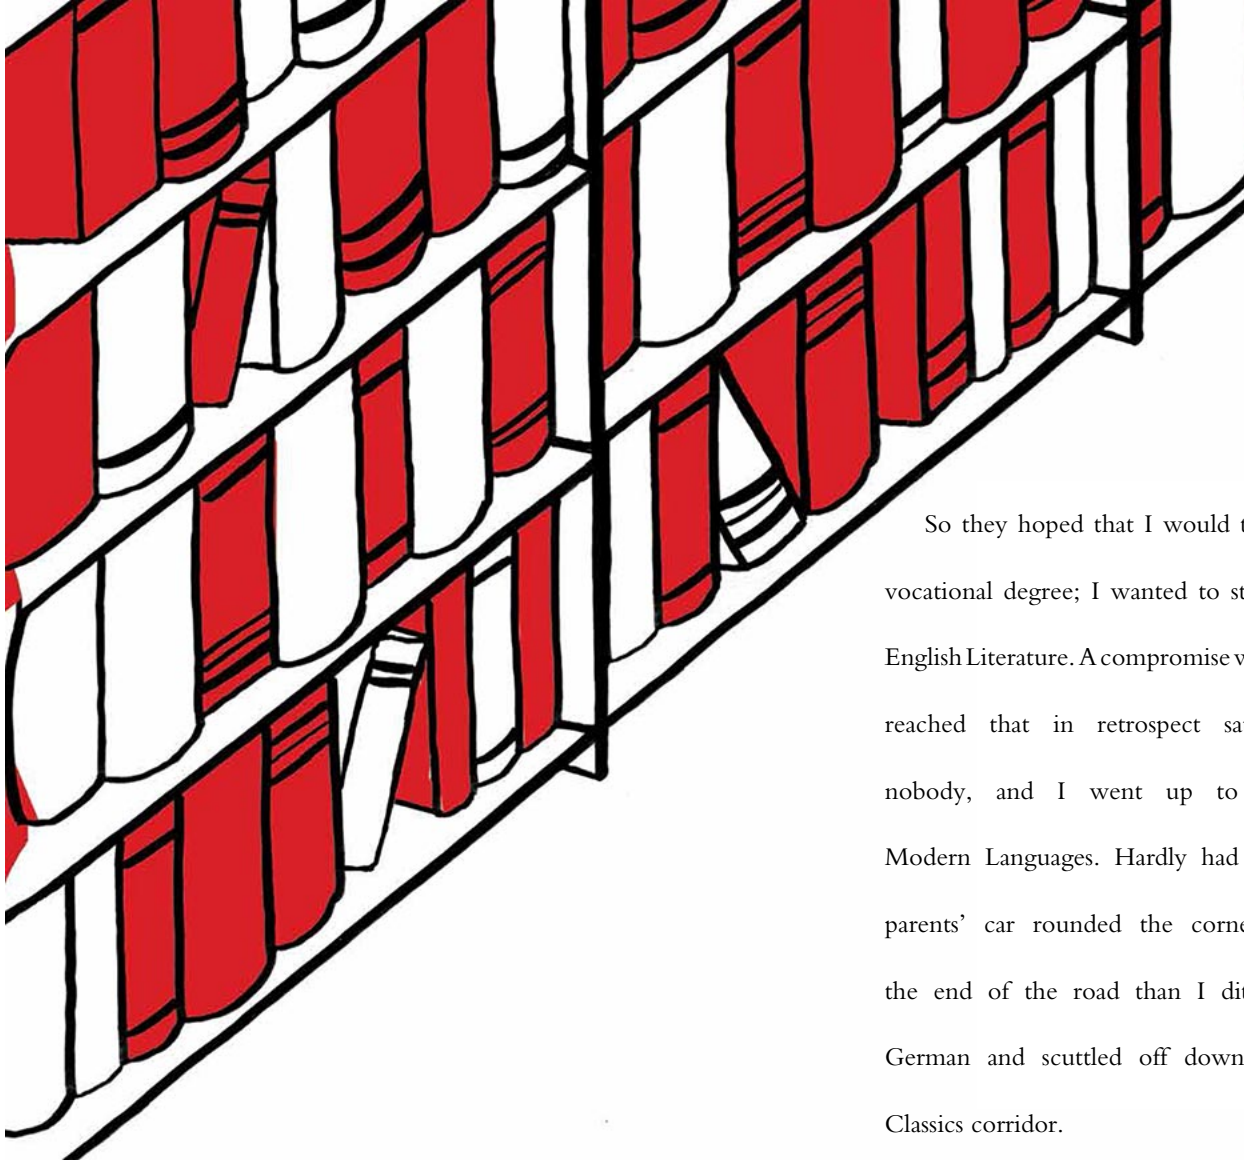 So they hoped that I would
vocational degree; I wanted to
English Literature. A compromise
reached that in retrospect
nobody, and I went up to
Modern Languages. Hardly had
parents’ car rounded the
the end of the road than I
German and scuttled off down
Classics corridor.